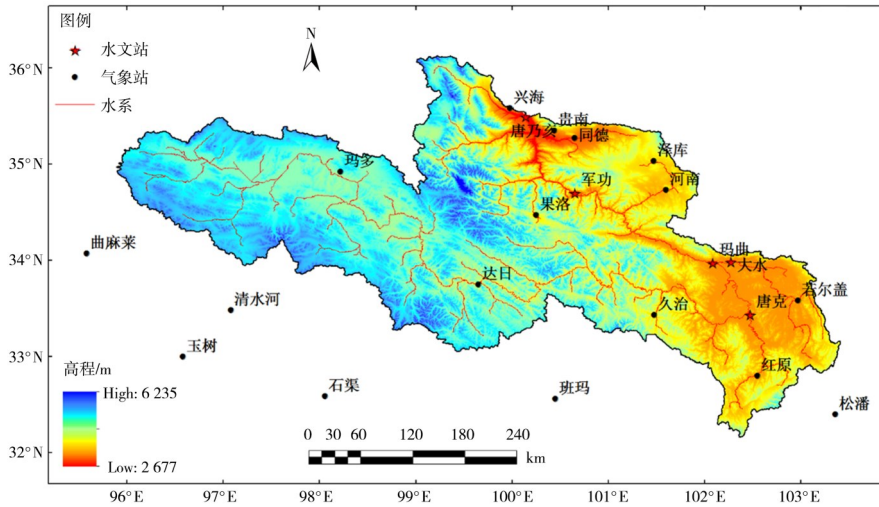 图例
水文站
气象站
水系
N
36°N
35°N
34°N
33°N
32°N
兴海
唐乃亥
贵南
同德
泽库
河南
军功
果洛
玛多
曲麻莱
清水河
玉树
达日
石渠
班玛
久治
玛曲
大水
唐克
若尔盖
红原
松潘
高程/m
High: 6 235
Low: 2 677
0 30 60 120 180 240
km
96°E 97°E 98°E 99°E 100°E 101°E 102°E 103°E